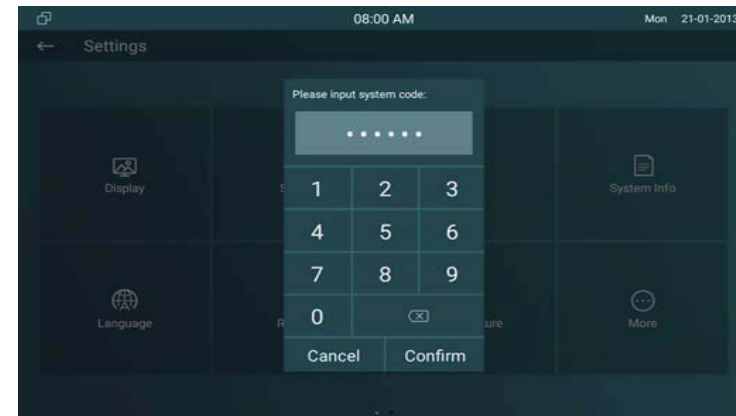 08:00 AM Mon 21-01-2013
Settings
Please input system code:
Display
1 2 3
System Info
4 5 6
7 8 9
Language
0
More
Cancel Confirm